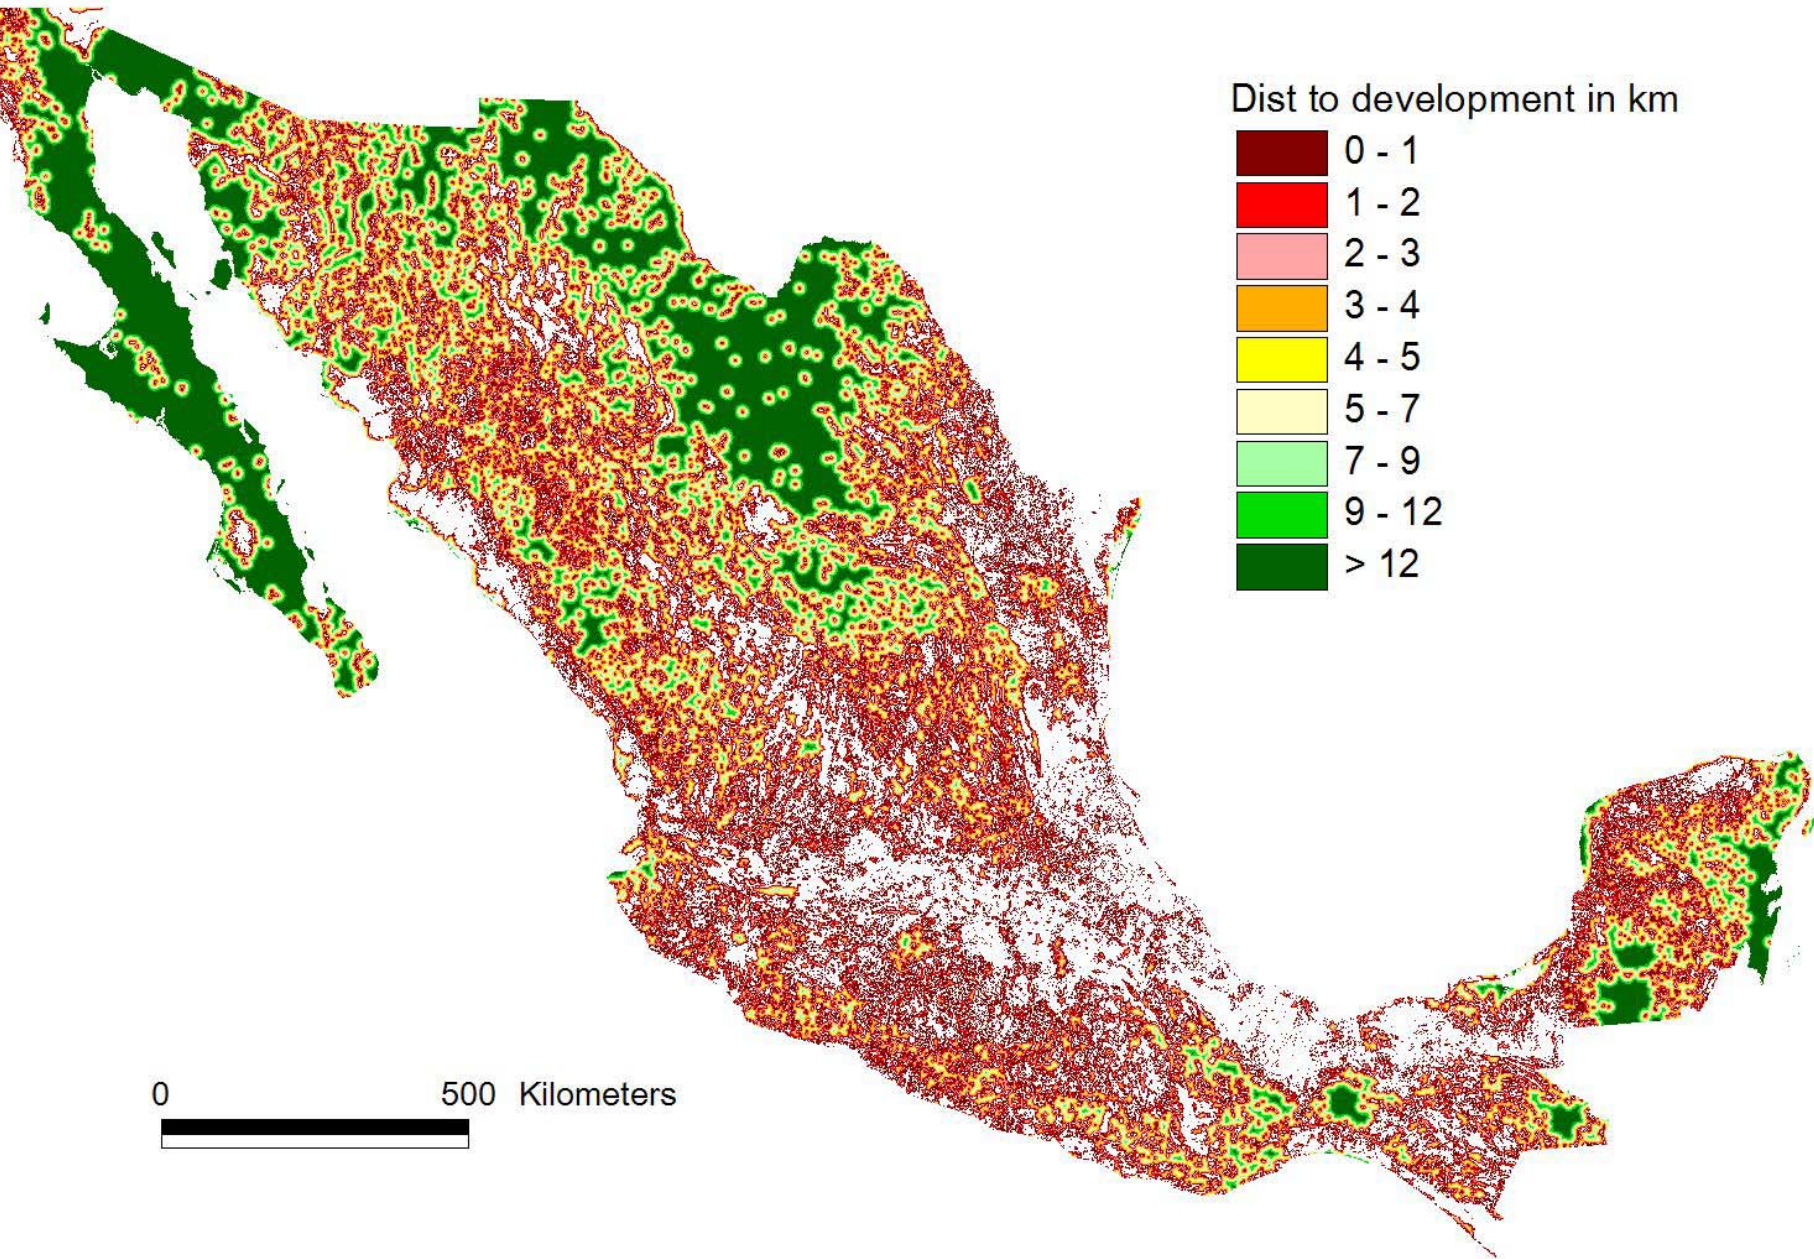 Dist to development in km
0 - 1
1 - 2
2 - 3
3 - 4
4 - 5
5 - 7
7 - 9
9 - 12
> 12
0 500 Kilometers